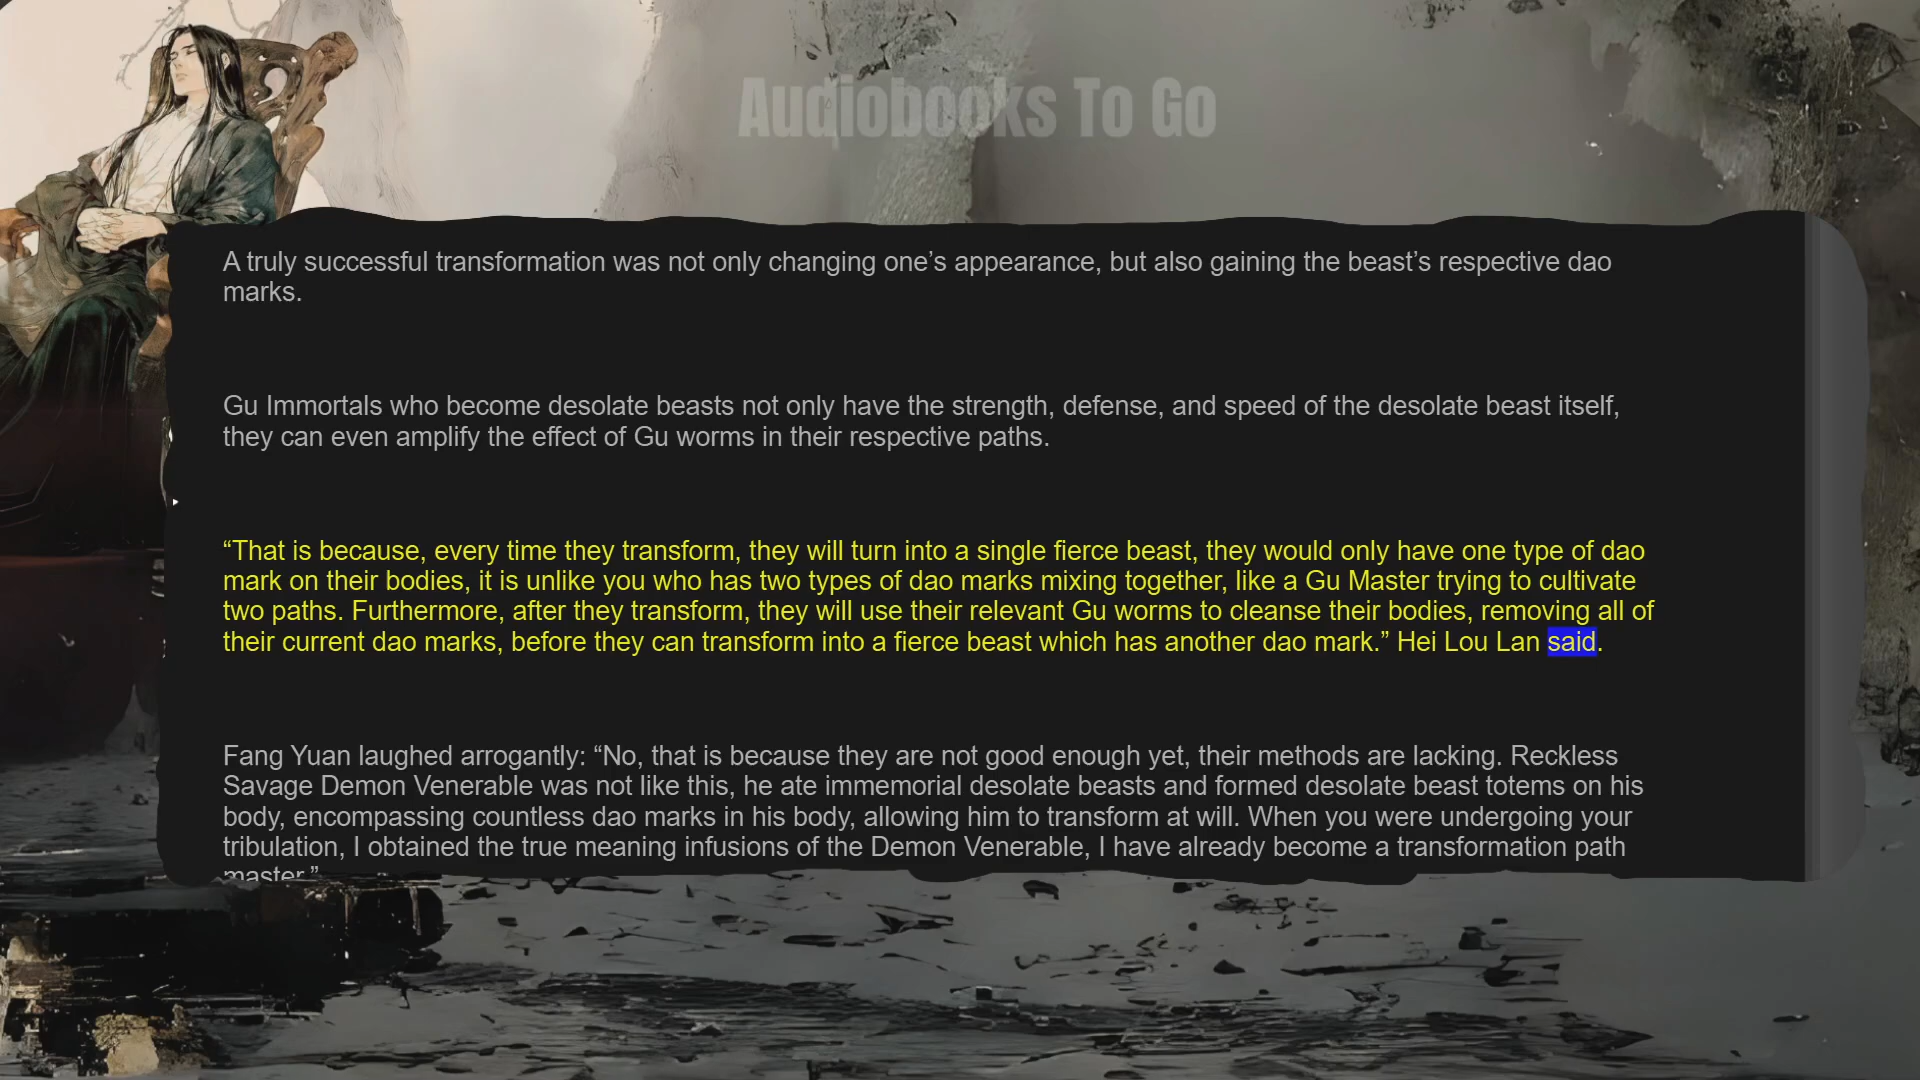 Audiobooks To Go
A truly successful transformation was not only changing one’s appearance, but also gaining the beast’s respective dao
marks.
Gu Immortals who become desolate beasts not only have the strength, defense, and speed of the desolate beast itself,
they can even amplify the effect of Gu worms in their respective paths.
“That is because, every time they transform, they will turn into a single fierce beast, they would only have one type of dao
mark on their bodies, it is unlike you who has two types of dao marks mixing together, like a Gu Master trying to cultivate
two paths. Furthermore, after they transform, they will use their relevant Gu worms to cleanse their bodies, removing all of
their current dao marks, before they can transform into a fierce beast which has another dao mark.” Hei Lou Lan said.
Fang Yuan laughed arrogantly: “No, that is because they are not good enough yet, their methods are lacking. Reckless
Savage Demon Venerable was not like this, he ate immemorial desolate beasts and formed desolate beast totems on his
body, encompassing countless dao marks in his body, allowing him to transform at will. When you were undergoing your
tribulation, I obtained the true meaning infusions of the Demon Venerable, I have already become a transformation path
master.”